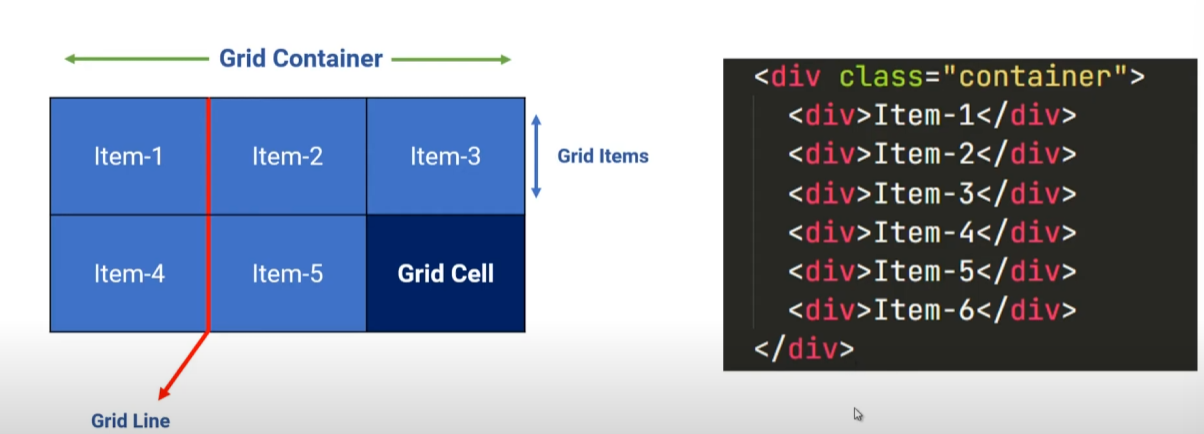 Grid Container
Item-1 Item-2 Item-3
Grid Items
Item-4 Item-5 Grid Cell
Grid Line
<div class="container">
<div>Item-1</div>
<div>Item-2</div>
<div>Item-3</div>
<div>Item-4</div>
<div>Item-5</div>
<div>Item-6</div>
</div>